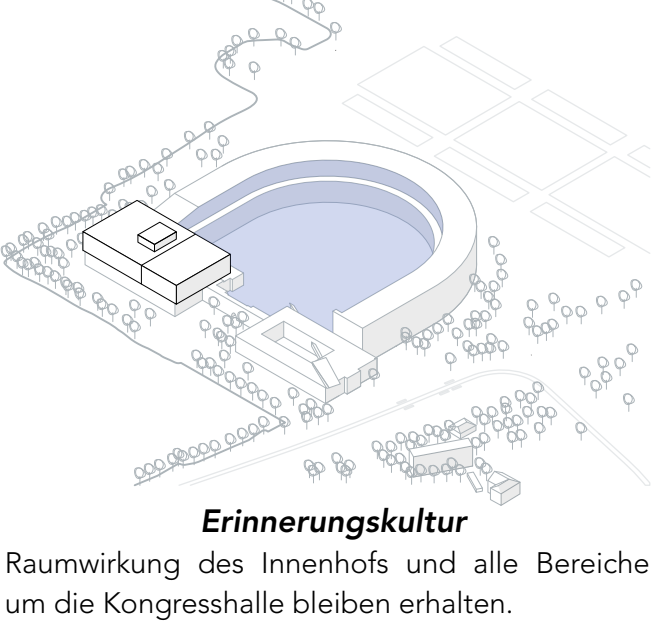 Erinnerungskultur
Raumwirkung des Innenhofs und alle Bereiche
um die Kongresshalle bleiben erhalten.